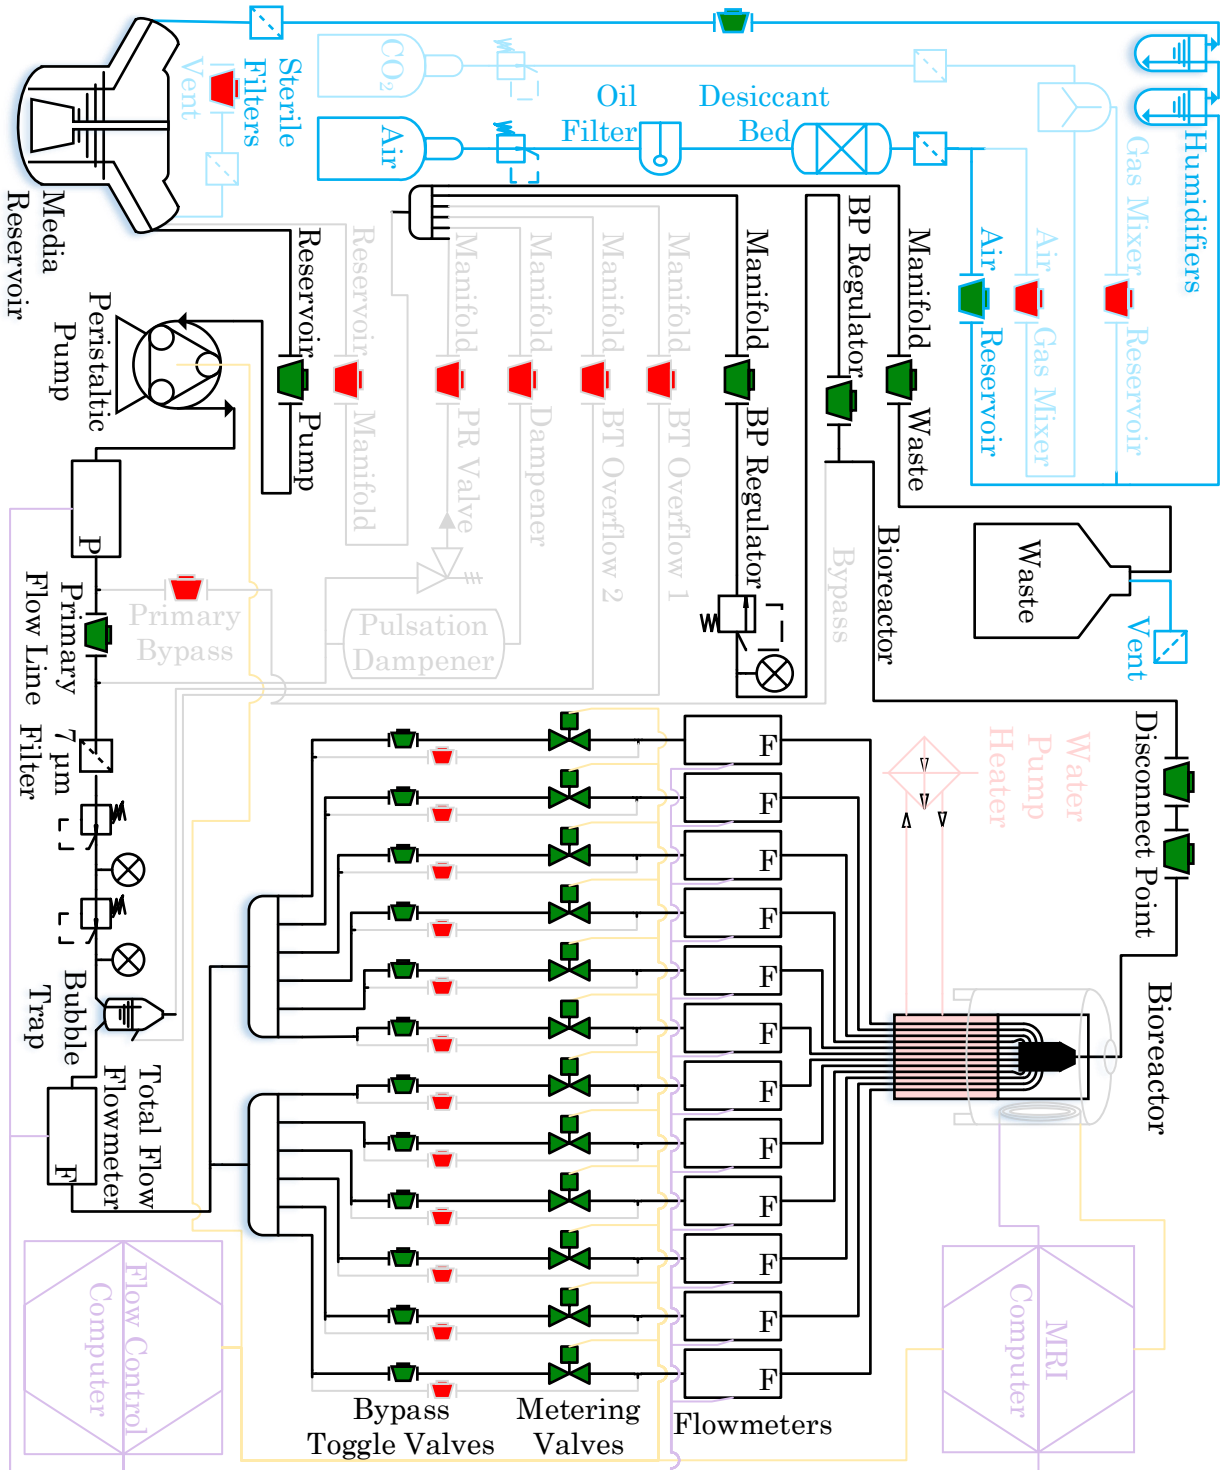 CO₂
Air
Oil
Filter
Desiccant
Bed
Sterile
Filters
Vent
Humidifiers
Gas Mixer
Reservoir
Air
Gas Mixer
Air
Reservoir
Media
Reservoir
Reservoir
Pump
Reservoir
Manifold
Manifold
PR Valve
Manifold
Dampener
Manifold
BT Overflow 2
Manifold
BT Overflow 1
Manifold
BP Regulator
BP Regulator
Bioreactor
Bypass
Manifold
Waste
Waste
Vent
Peristaltic
Pump
P
Primary
Flow Line
Primary
Bypass
Pulsation
Dampener
7 µm
Filter
Bubble
Trap
Total Flow
Flowmeter
F
Water
Pump
Heater
Disconnect Point
Bioreactor
F
F
F
F
F
F
F
F
F
F
F
F
Bypass
Toggle Valves
Metering
Valves
Flowmeters
Flow Control
Computer
MRI
Computer